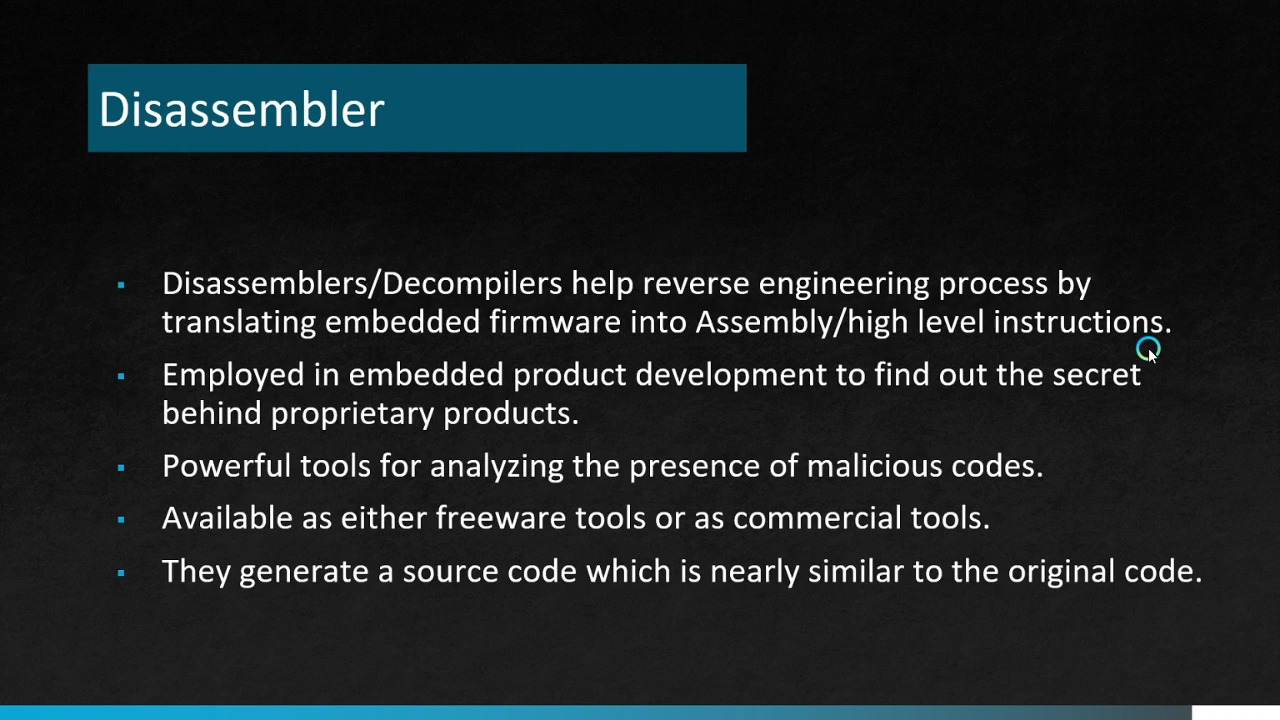 Disassembler
Disassemblers/Decompilers help reverse engineering process by
translating embedded firmware into Assembly/high level instructions.
Employed in embedded product development to find out the secret
behind proprietary products.
Powerful tools for analyzing the presence of malicious codes.
Available as either freeware tools or as commercial tools.
They generate a source code which is nearly similar to the original code.